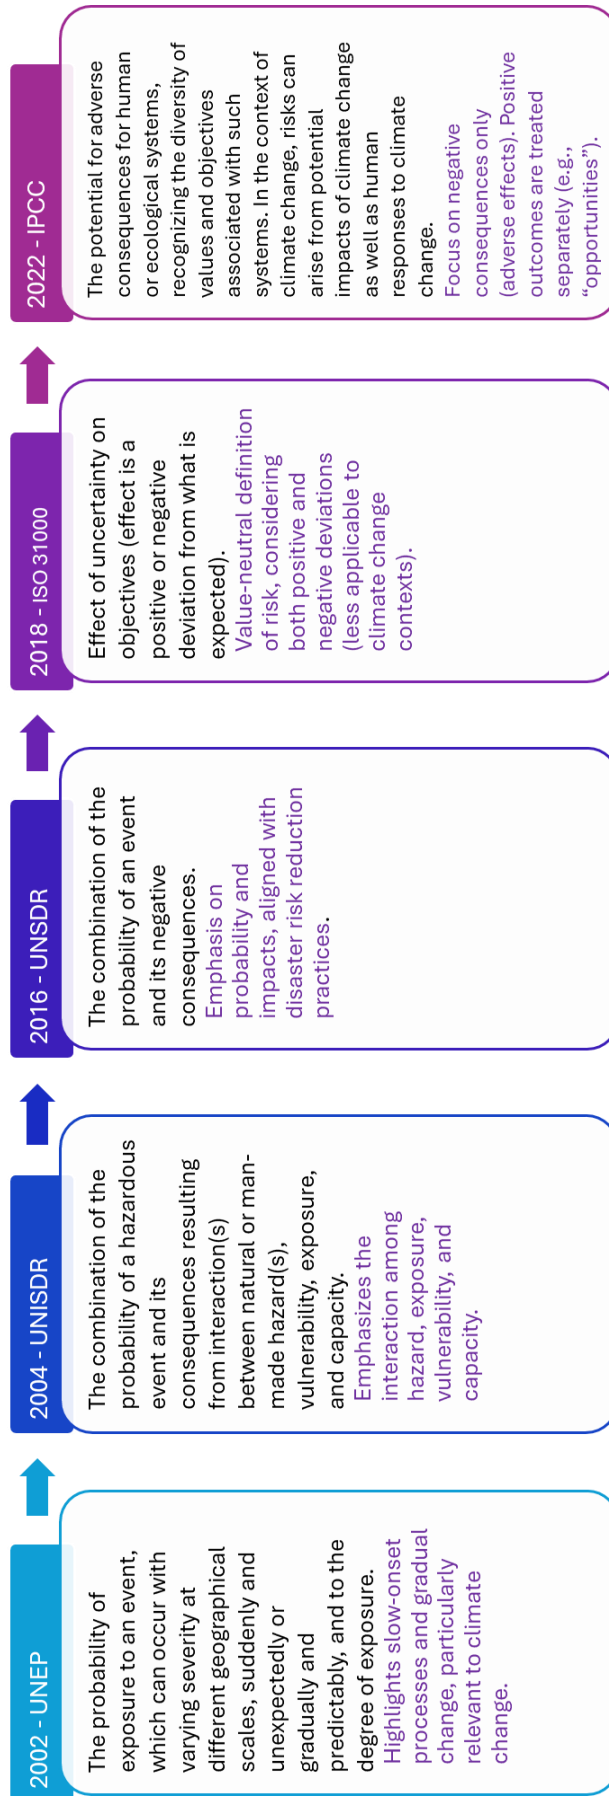 2002 - UNEP
The probability of
exposure to an event,
which can occur with
varying severity at
different geographical
scales, suddenly and
unexpectedly or
gradually and
predictably, and to the
degree of exposure.
Highlights slow-onset
processes and gradual
change, particularly
relevant to climate
change.
2004 - UNISDR
The combination of the
probability of a hazardous
event and its
consequences resulting
from interaction(s)
between natural or man-
made hazard(s),
vulnerability, exposure,
and capacity.
Emphasizes the
interaction among
hazard, exposure,
vulnerability, and
capacity.
2016 - UNSDR
The combination of the
probability of an event
and its negative
consequences.
Emphasis on
probability and
impacts, aligned with
disaster risk reduction
practices.
2018 - ISO 31000
Effect of uncertainty on
objectives (effect is a
positive or negative
deviation from what is
expected).
Value-neutral definition
of risk, considering
both positive and
negative deviations
(less applicable to
climate change
contexts).
2022 - IPCC
The potential for adverse
consequences for human
or ecological systems,
recognizing the diversity of
values and objectives
associated with such
systems. In the context of
climate change, risks can
arise from potential
impacts of climate change
as well as human
responses to climate
change.
Focus on negative
consequences only
(adverse effects). Positive
outcomes are treated
separately (e.g.,
“opportunities”).